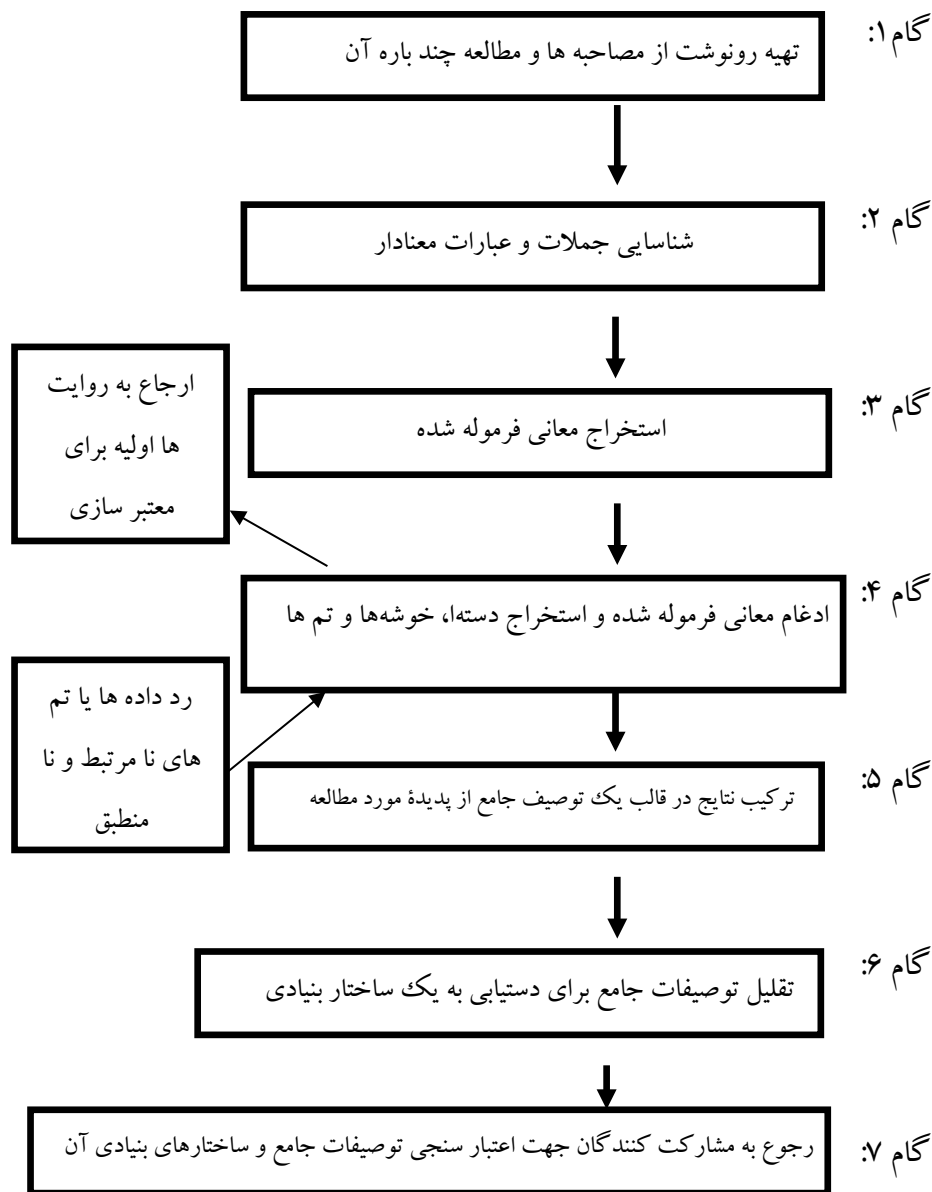 گام ۱:
تهیه رونوشت از مصاحبه ها و مطالعه چند باره آن
گام ۲:
شناسایی جملات و عبارات معنادار
گام ۳:
استخراج معانی فرموله شده
ارجاع به روایت
ها اولیه برای
معتبر سازی
گام ۴:
ادغام معانی فرموله شده و استخراج دسته‌ا، خوشه‌ها و تم ها
رد داده ها یا تم
های نا مرتبط و نا
منطبق
گام ۵:
ترکیب نتایج در قالب یک توصیف جامع از پدیدۀ مورد مطالعه
گام ۶:
تقلیل توصیفات جامع برای دستیابی به یک ساختار بنیادی
گام ۷:
رجوع به مشارکت کنندگان جهت اعتبار سنجی توصیفات جامع و ساختارهای بنیادی آن